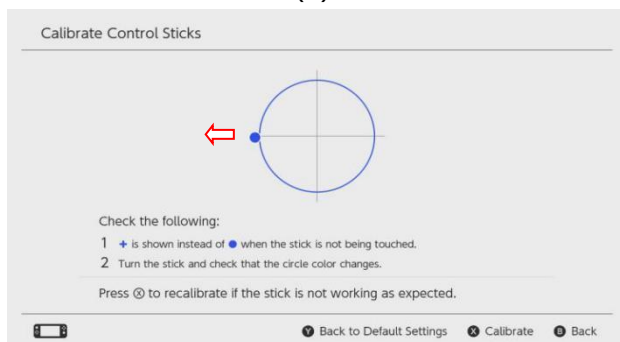 Calibrate Control Sticks
Check the following:
1 + is shown instead of ● when the stick is not being touched.
2 Turn the stick and check that the circle color changes.
Press Ⓧ to recalibrate if the stick is not working as expected.
Ⓨ Back to Default Settings Ⓧ Calibrate Ⓑ Back